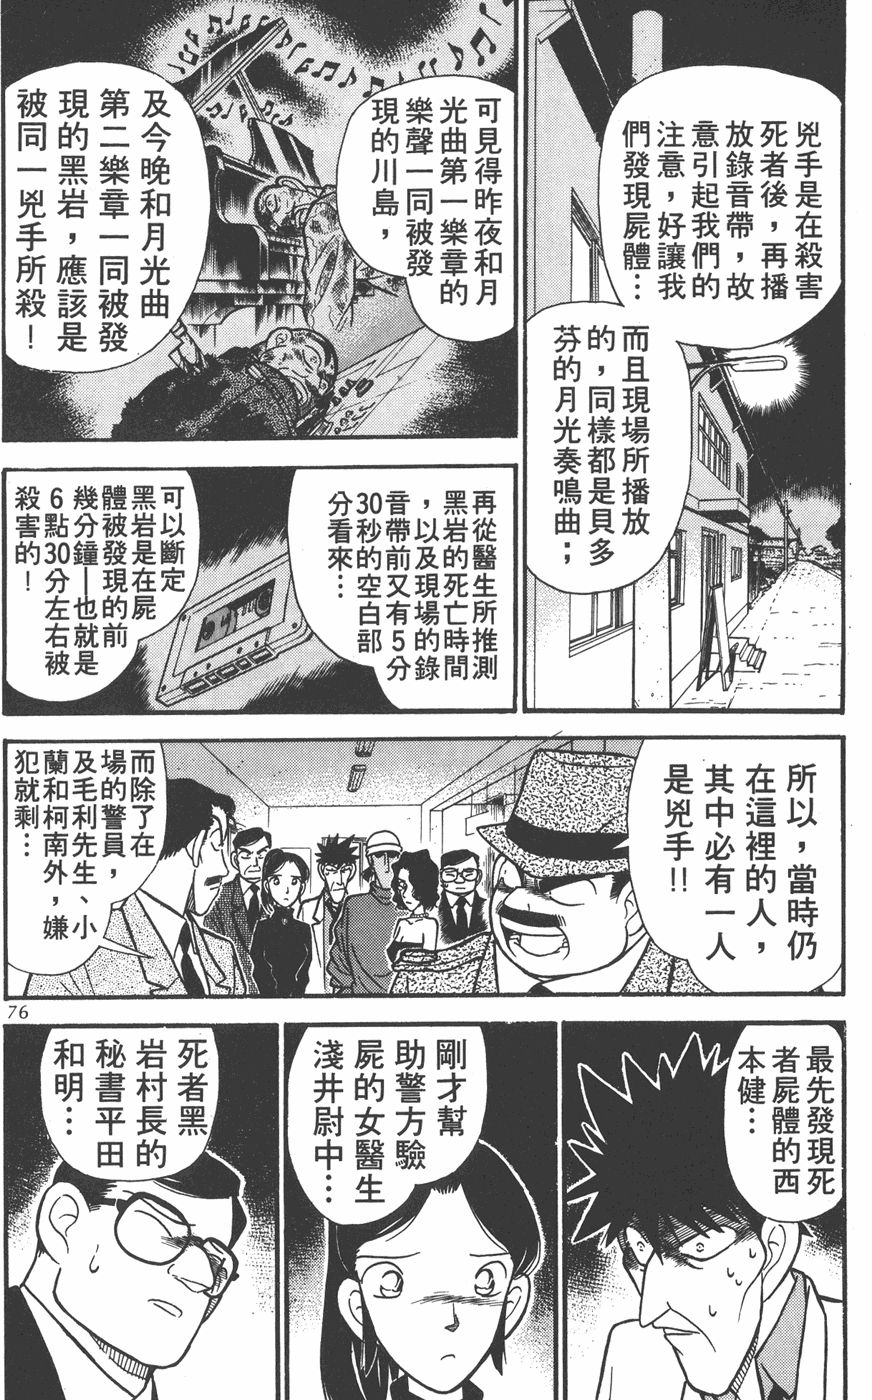 兇手是在殺害
死者後，再播
放錄音帶，故
意引起我們的
注意，好讓我
們發現屍體…
而且現場所播放
的，同樣都是貝多
芬的月光奏鳴曲；
可見得昨夜和月
光曲第一樂章的
樂聲一同被發
現的川島，
及今晚和月光曲
第二樂章一同被發
現的黑岩，應該是
被同一兇手所殺！
再從醫生所推測
黑岩的死亡時間
，以及現場的錄
音帶前又有5分
30秒的空白部
分看來…
可以斷定
黑岩是在屍
體被發現的前
幾分鐘—也就是
6點30分左右被
殺害的！
所以，當時仍
在這裡的人，
其中必有一人
是兇手!!
而除了在
場的警員，
及毛利先生、小
蘭和柯南外，嫌
犯就剩…
76
最先發現死
者屍體的西
本健…
剛才幫
助警方驗
屍的女醫生
淺井尉中…
死者黑
岩村長的
秘書平田
和明…